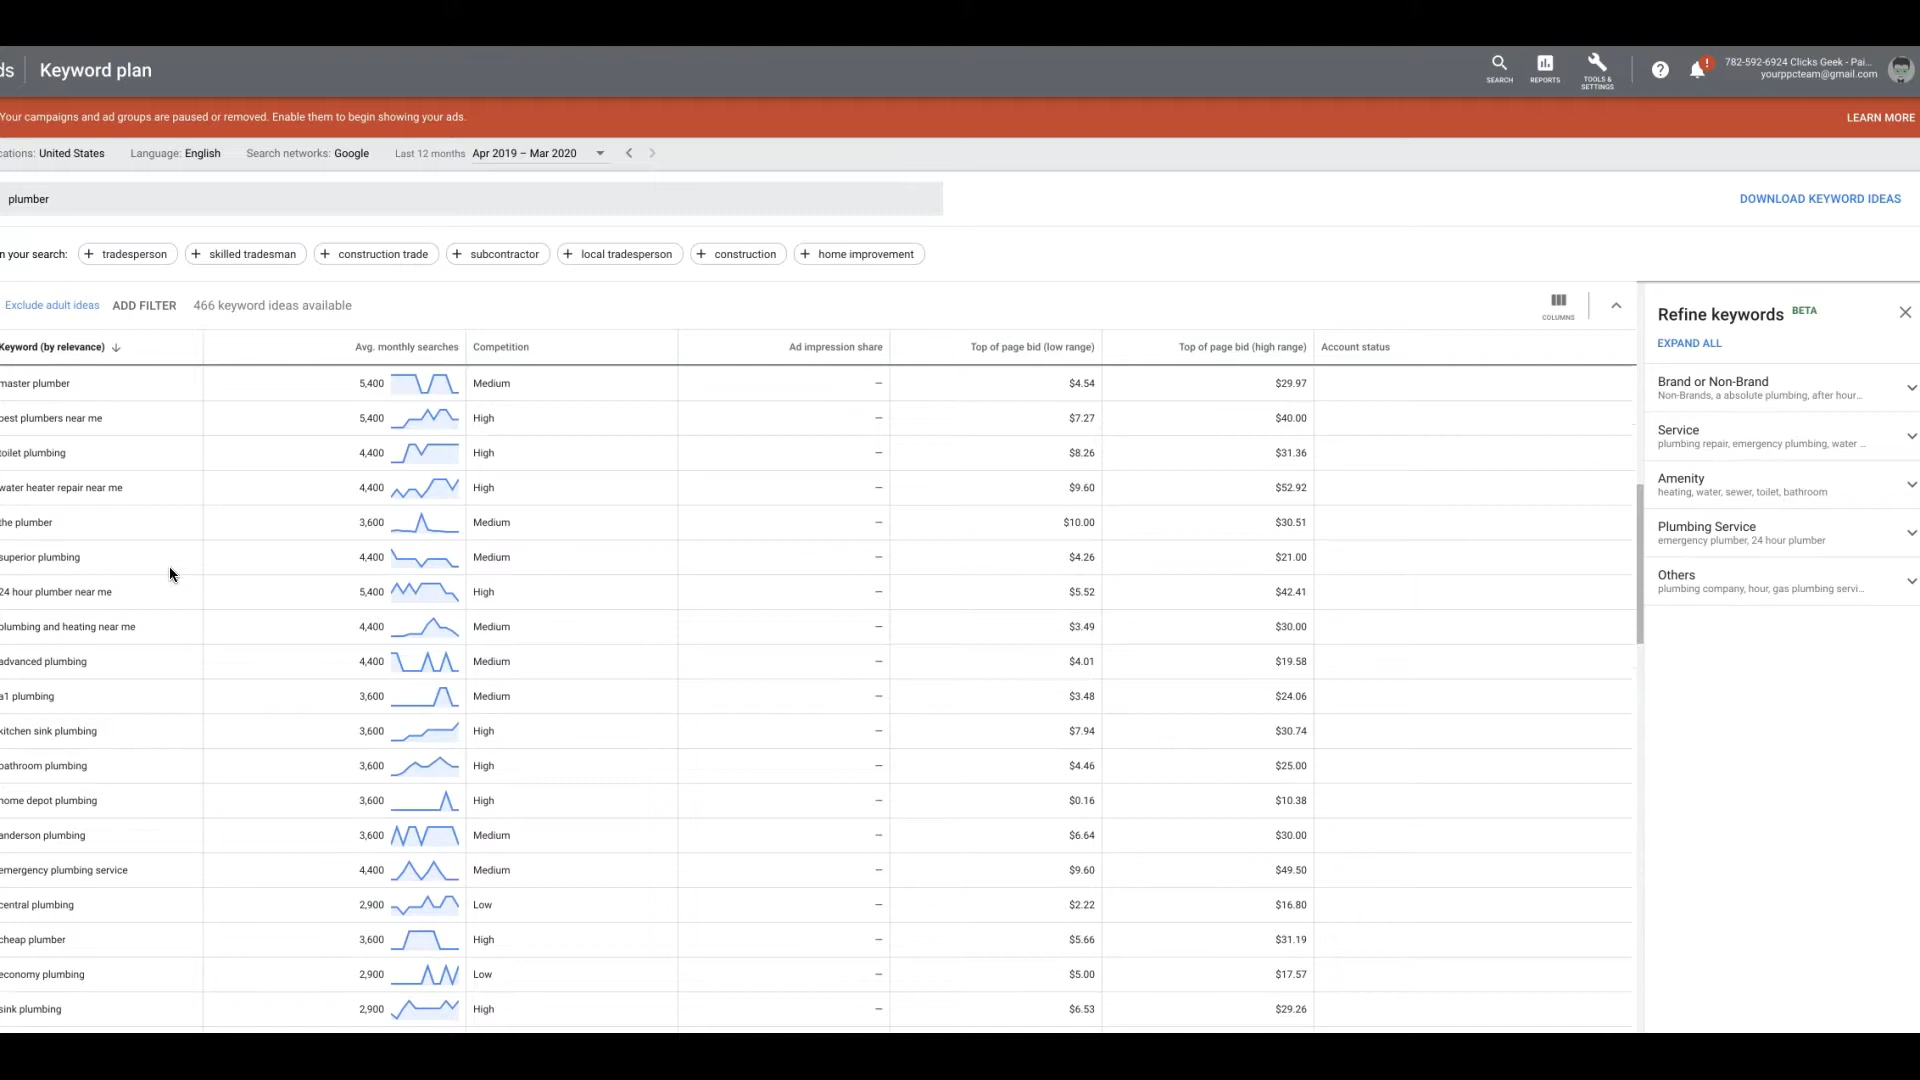 ds Keyword plan SEARCH REPORTS TOOLS & SETTINGS ! 782-592-6924 Clicks Geek - Pai... yourppcteam@gmail.com
Your campaigns and ad groups are paused or removed. Enable them to begin showing your ads. LEARN MORE
cations: United States Language: English Search networks: Google Last 12 months Apr 2019 – Mar 2020
plumber DOWNLOAD KEYWORD IDEAS
n your search: + tradesperson + skilled tradesman + construction trade + subcontractor + local tradesperson + construction + home improvement
Exclude adult ideas ADD FILTER 466 keyword ideas available COLUMNS
Keyword (by relevance) Avg. monthly searches Competition Ad impression share Top of page bid (low range) Top of page bid (high range) Account status
master plumber 5,400 Medium – $4.54 $29.97
best plumbers near me 5,400 High – $7.27 $40.00
toilet plumbing 4,400 High – $8.26 $31.36
water heater repair near me 4,400 High – $9.60 $52.92
the plumber 3,600 Medium – $10.00 $30.51
superior plumbing 4,400 Medium – $4.26 $21.00
24 hour plumber near me 5,400 High – $5.52 $42.41
plumbing and heating near me 4,400 Medium – $3.49 $30.00
advanced plumbing 4,400 Medium – $4.01 $19.58
a1 plumbing 3,600 Medium – $3.48 $24.06
kitchen sink plumbing 3,600 High – $7.94 $30.74
bathroom plumbing 3,600 High – $4.46 $25.00
home depot plumbing 3,600 High – $0.16 $10.38
anderson plumbing 3,600 Medium – $6.64 $30.00
emergency plumbing service 4,400 Medium – $9.60 $49.50
central plumbing 2,900 Low – $2.22 $16.80
cheap plumber 3,600 High – $5.66 $31.19
economy plumbing 2,900 Low – $5.00 $17.57
sink plumbing 2,900 High – $6.53 $29.26
Refine keywords BETA
EXPAND ALL
Brand or Non-Brand
Non-Brands, a absolute plumbing, after hour...
Service
plumbing repair, emergency plumbing, water ...
Amenity
heating, water, sewer, toilet, bathroom
Plumbing Service
emergency plumber, 24 hour plumber
Others
plumbing company, hour, gas plumbing servi...